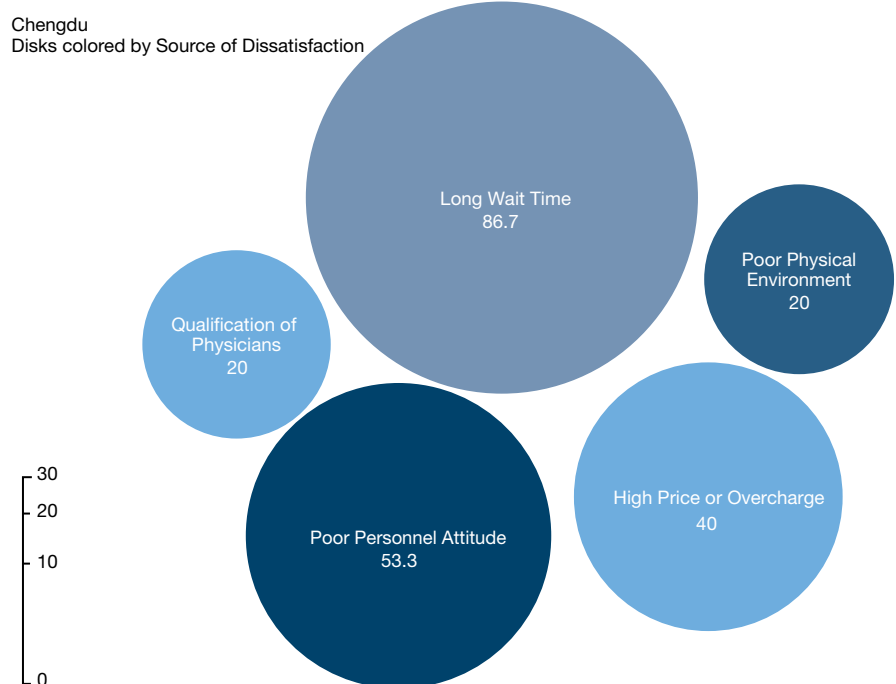 Chengdu
Disks colored by Source of Dissatisfaction
Long Wait Time
86.7
Poor Physical
Environment
20
Qualification of
Physicians
20
High Price or Overcharge
40
Poor Personnel Attitude
53.3
30
20
10
0